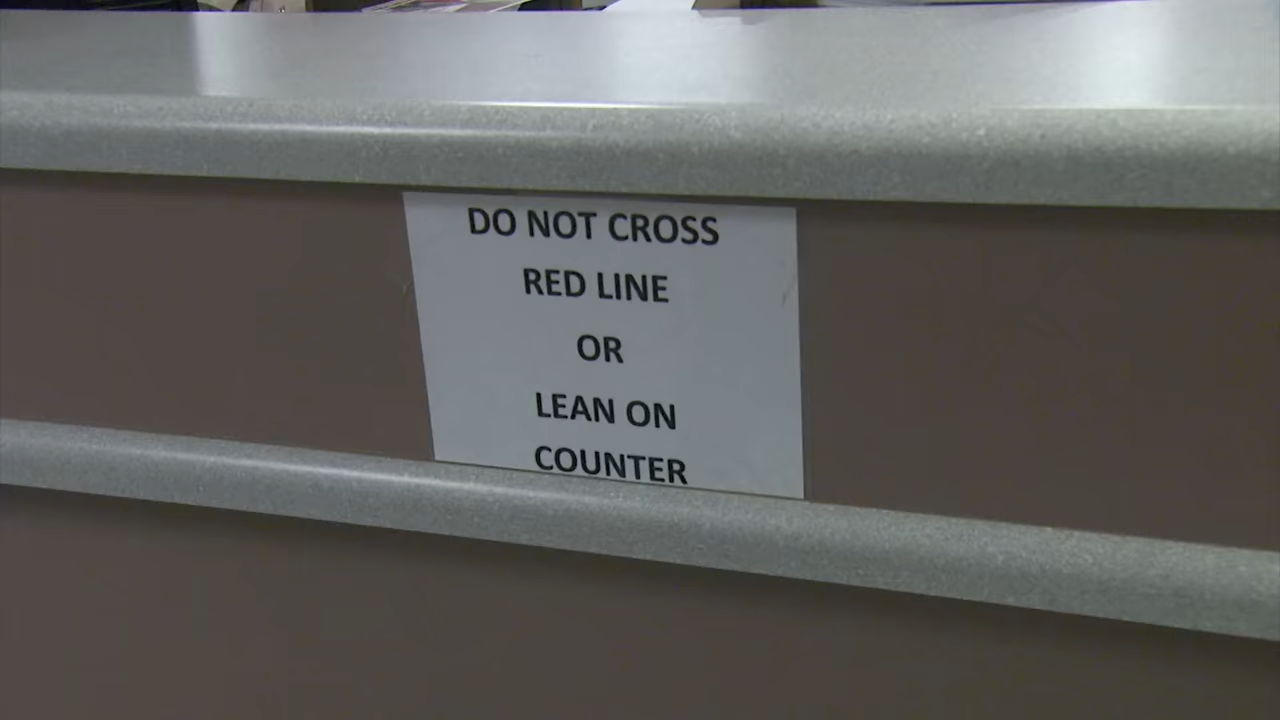 DO NOT CROSS
RED LINE
OR
LEAN ON
COUNTER